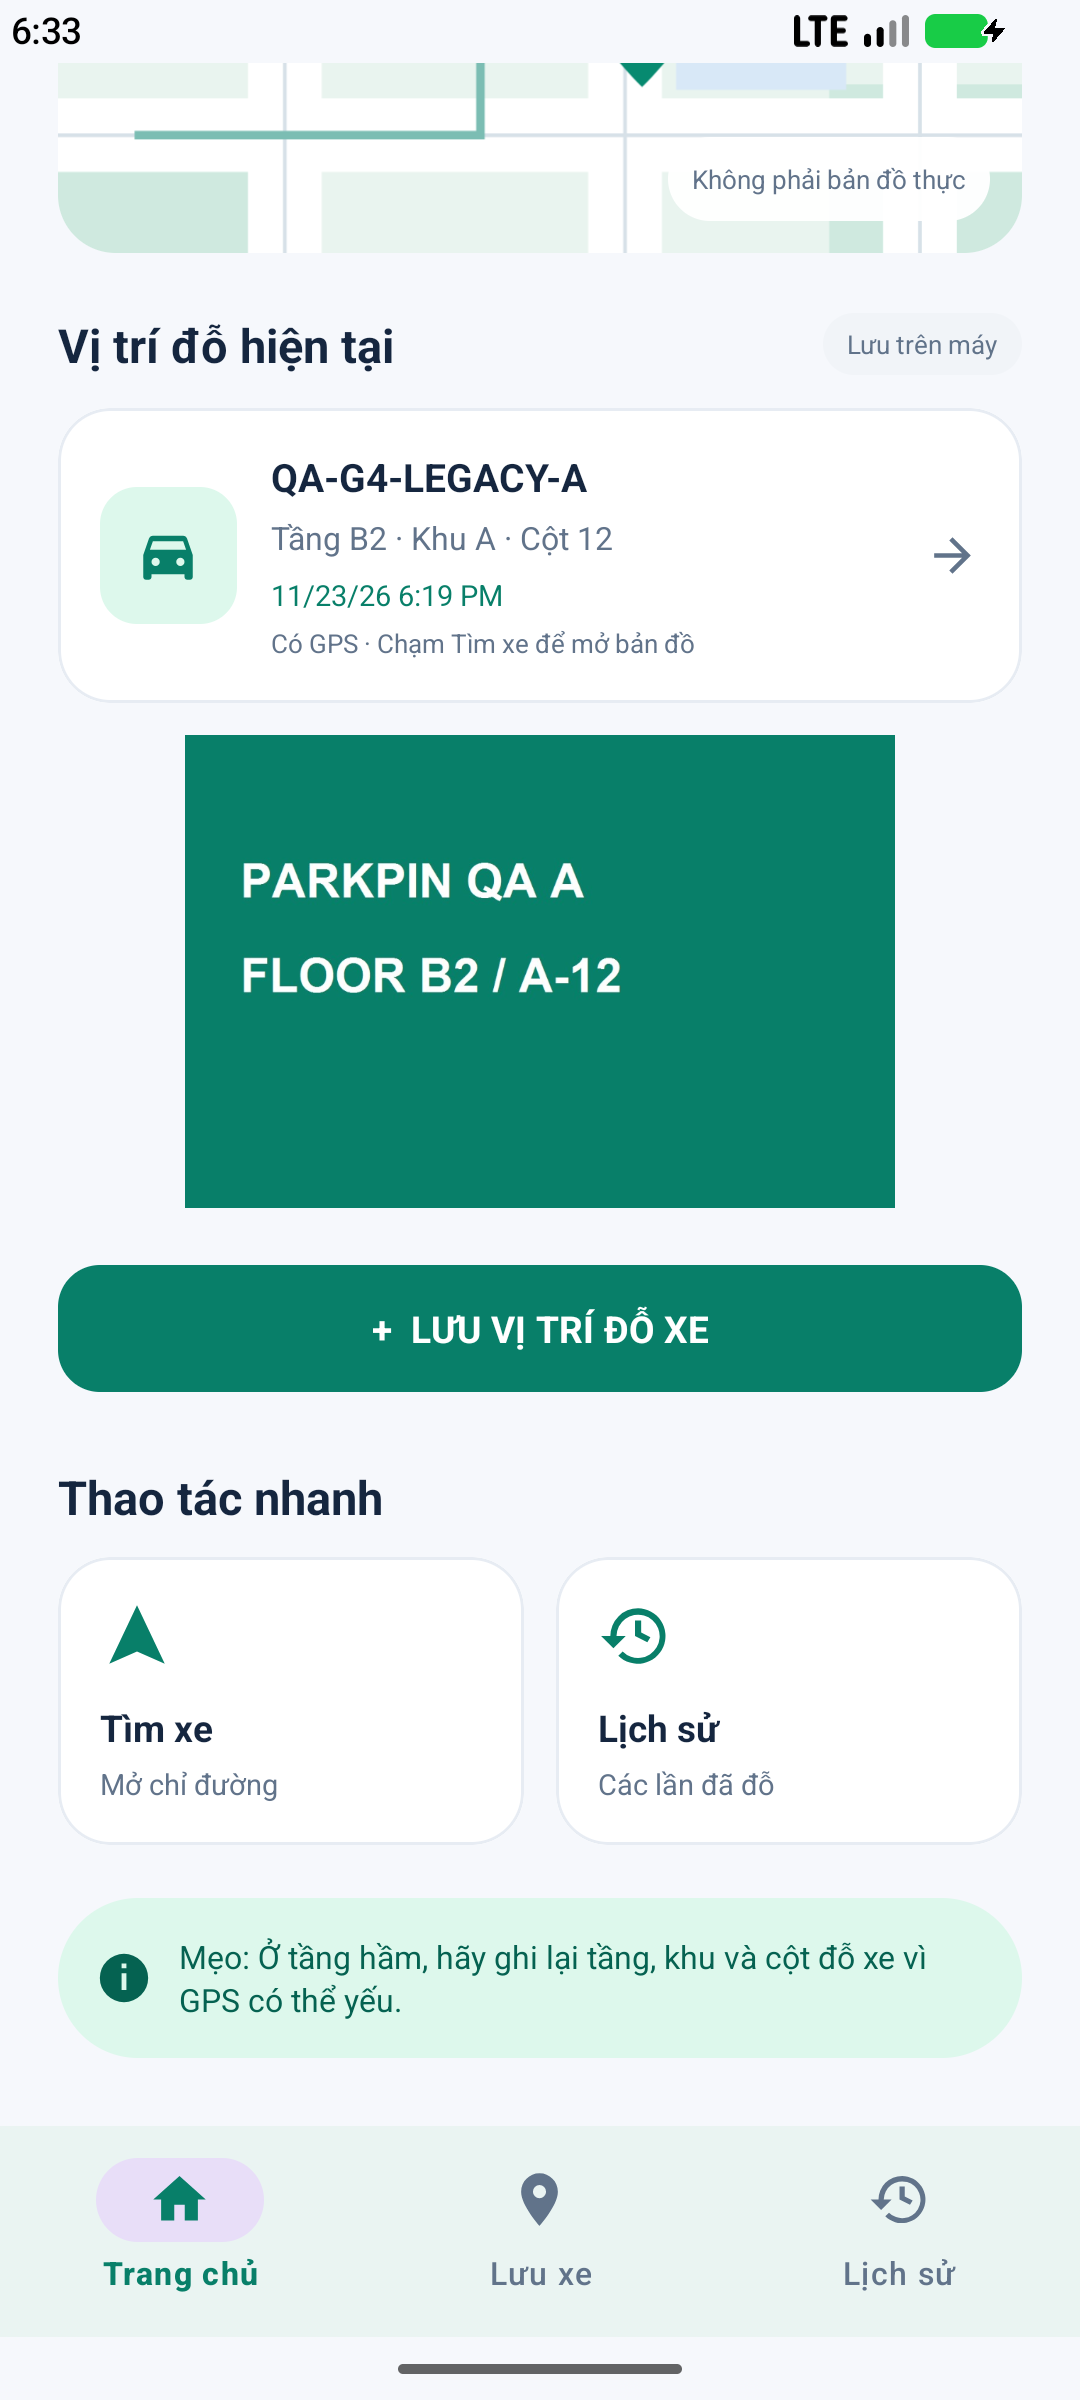 6:33
LTE
Không phải bản đồ thực
Vị trí đỗ hiện tại
Lưu trên máy
QA-G4-LEGACY-A
Tầng B2 · Khu A · Cột 12
11/23/26 6:19 PM
Có GPS · Chạm Tìm xe để mở bản đồ
PARKPIN QA A
FLOOR B2 / A-12
+ LƯU VỊ TRÍ ĐỖ XE
Thao tác nhanh
Tìm xe
Mở chỉ đường
Lịch sử
Các lần đã đỗ
Mẹo: Ở tầng hầm, hãy ghi lại tầng, khu và cột đỗ xe vì
GPS có thể yếu.
Trang chủ
Lưu xe
Lịch sử